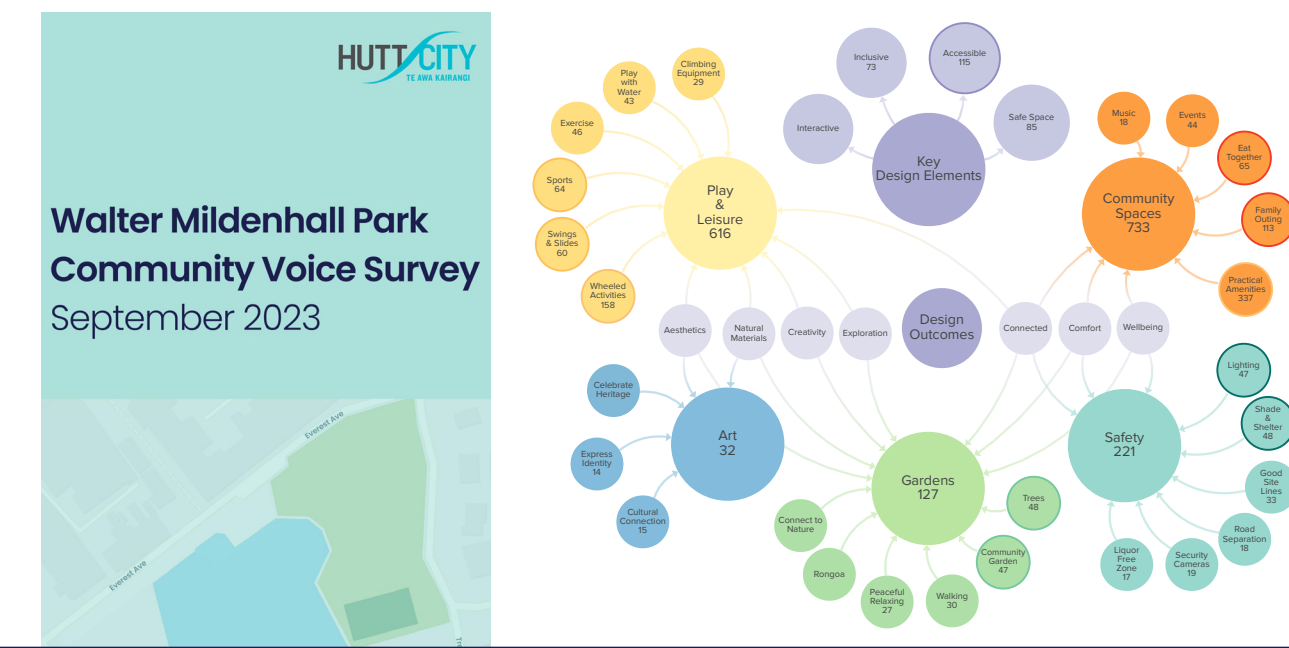 HUTT CITY
TE AWA KAIRANGI
Walter Mildenhall Park
Community Voice Survey
September 2023
Everest Ave
Everest Ave
Climbing
Equipment
29
Play
with
Water
43
Exercise
46
Sports
64
Swings
& Slides
60
Wheeled
Activities
158
Play
&
Leisure
616
Inclusive
73
Accessible
115
Interactive
Safe Space
85
Key
Design Elements
Music
18
Events
44
Eat
Together
65
Family
Outing
113
Practical
Amenities
337
Community
Spaces
733
Aesthetics
Natural
Materials
Creativity
Exploration
Design
Outcomes
Connected
Comfort
Wellbeing
Celebrate
Heritage
Express
Identity
14
Cultural
Connection
15
Art
32
Gardens
127
Connect to
Nature
Rongoa
Peaceful
Relaxing
27
Walking
30
Community
Garden
47
Trees
48
Safety
221
Lighting
47
Shade
&
Shelter
48
Good
Site
Lines
33
Road
Separation
18
Security
Cameras
19
Liquor
Free
Zone
17